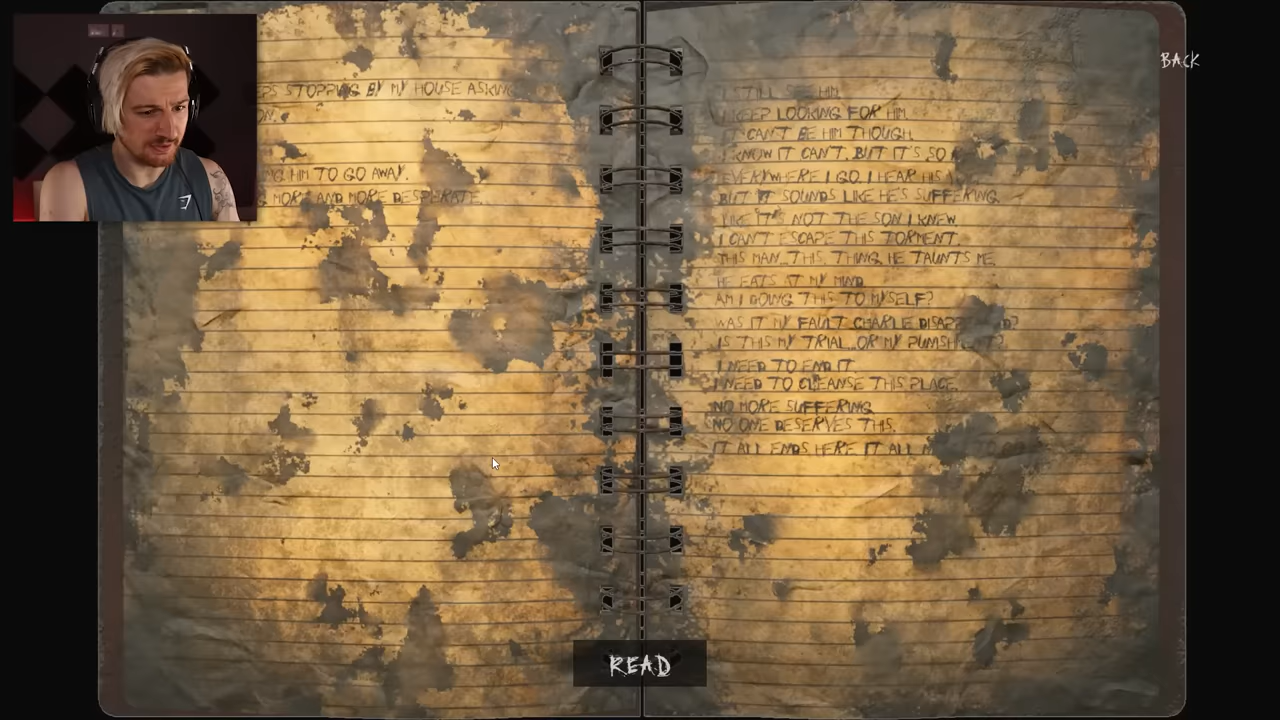 STOPPING BY MY HOUSE ASKING
ON.
HIM TO GO AWAY.
MORE AND MORE DESPERATE.
I STILL SEE HIM.
I KEEP LOOKING FOR HIM.
IT CAN'T BE HIM THOUGH.
I KNOW IT CAN'T. BUT IT'S SO
EVERYWHERE I GO. I HEAR HIS
BUT IT SOUNDS LIKE HE'S SUFFERING.
LIKE IT'S NOT THE SON I KNEW.
I CAN'T ESCAPE THIS TORMENT.
THIS MAN...THIS THING, HE TAUNTS ME.
HE EATS AT MY MIND.
AM I DOING THIS TO MYSELF?
WAS IT MY FAULT CHARLIE DISAPPEARED?
IS THIS MY TRIAL...OR MY PUNISHMENT?
I NEED TO END IT.
I NEED TO CLEANSE THIS PLACE.
NO MORE SUFFERING.
NO ONE DESERVES THIS.
IT ALL ENDS HERE. IT ALL
BACK
READ